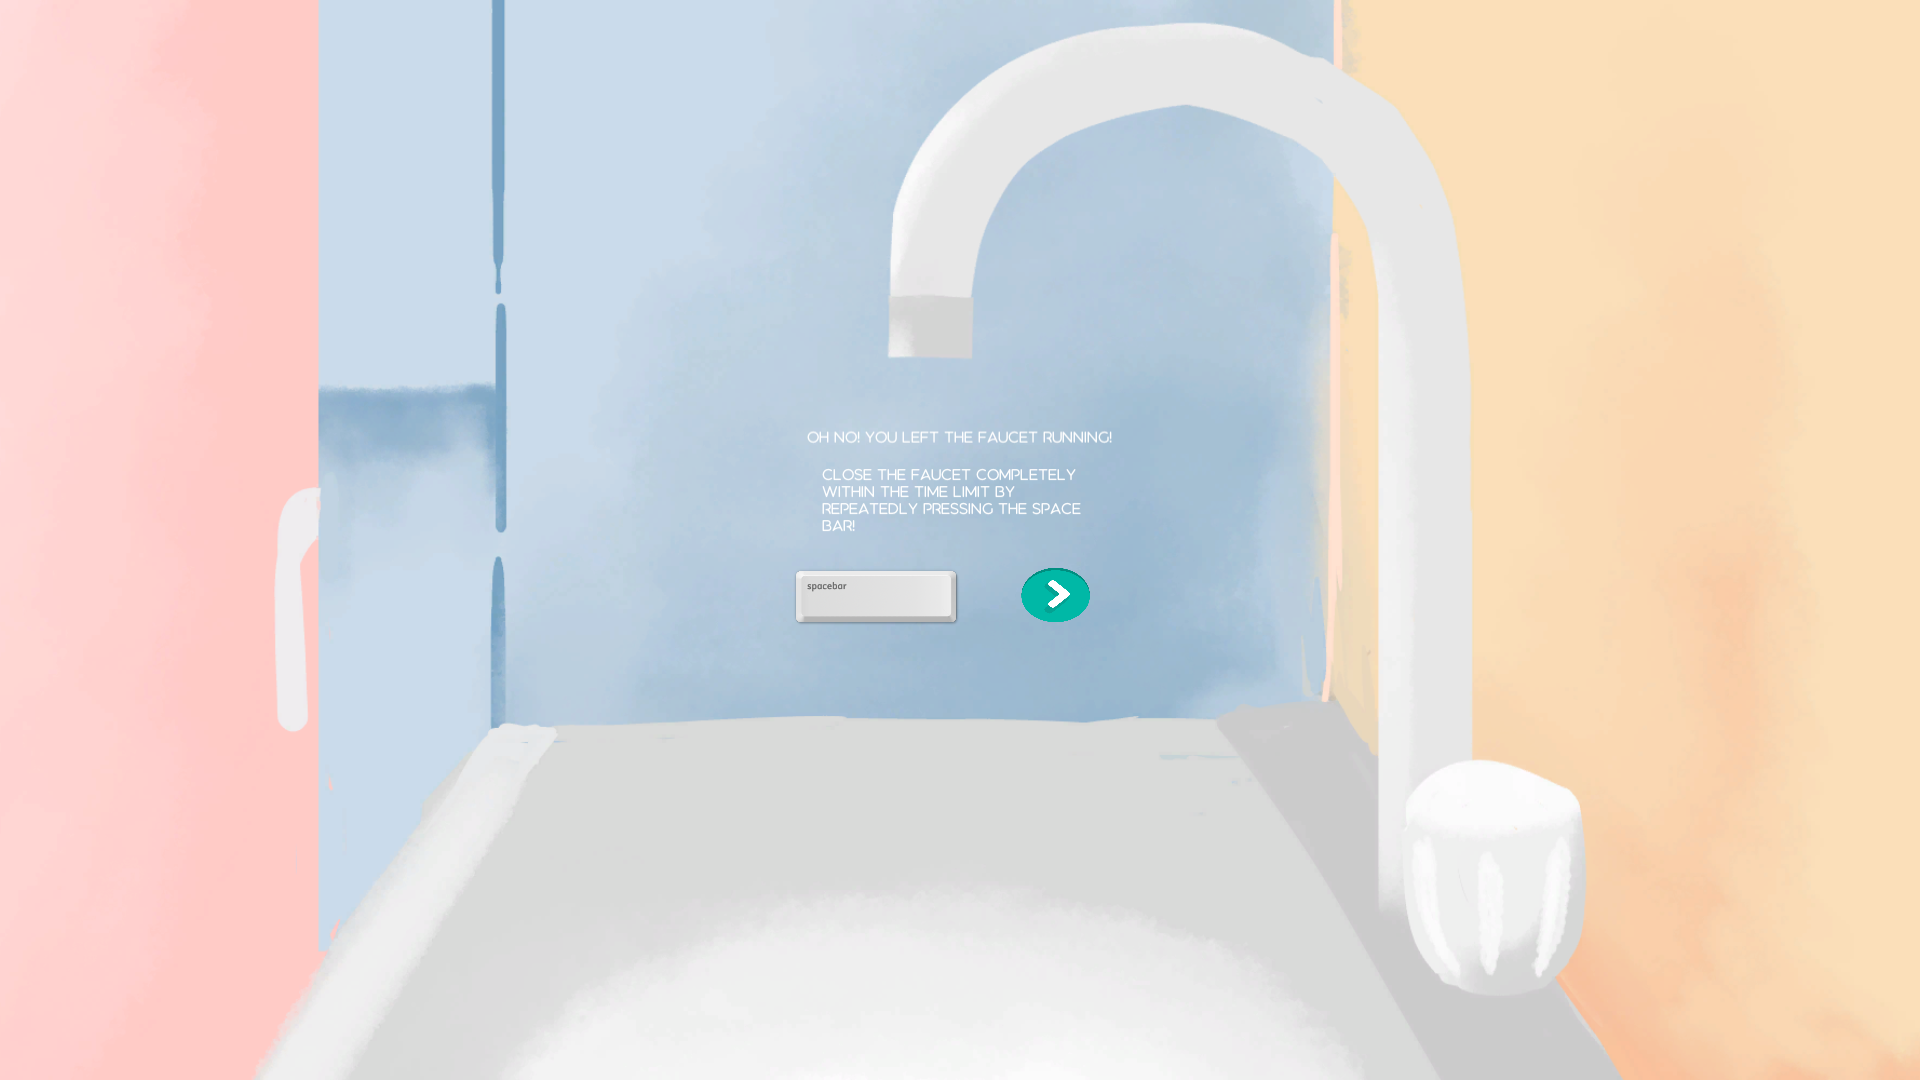 OH NO! YOU LEFT THE FAUCET RUNNING!
CLOSE THE FAUCET COMPLETELY
WITHIN THE TIME LIMIT BY
REPEATEDLY PRESSING THE SPACE
BAR!
spacebar